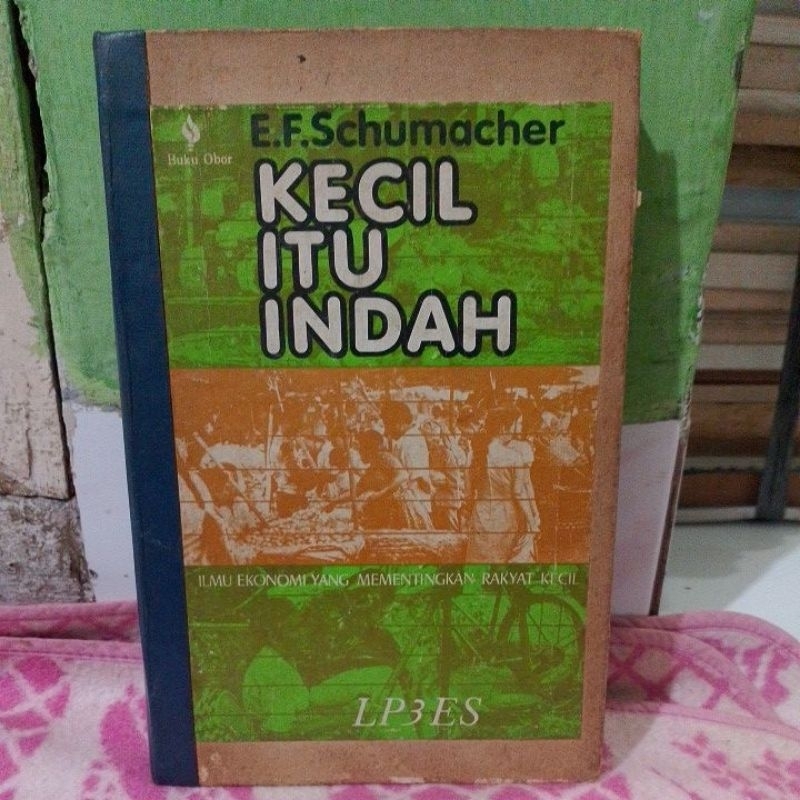 Buku Obor
E.F.Schumacher
KECIL
ITU
INDAH
ILMU EKONOMI YANG MEMENTINGKAN RAKYAT KECIL
LP3ES